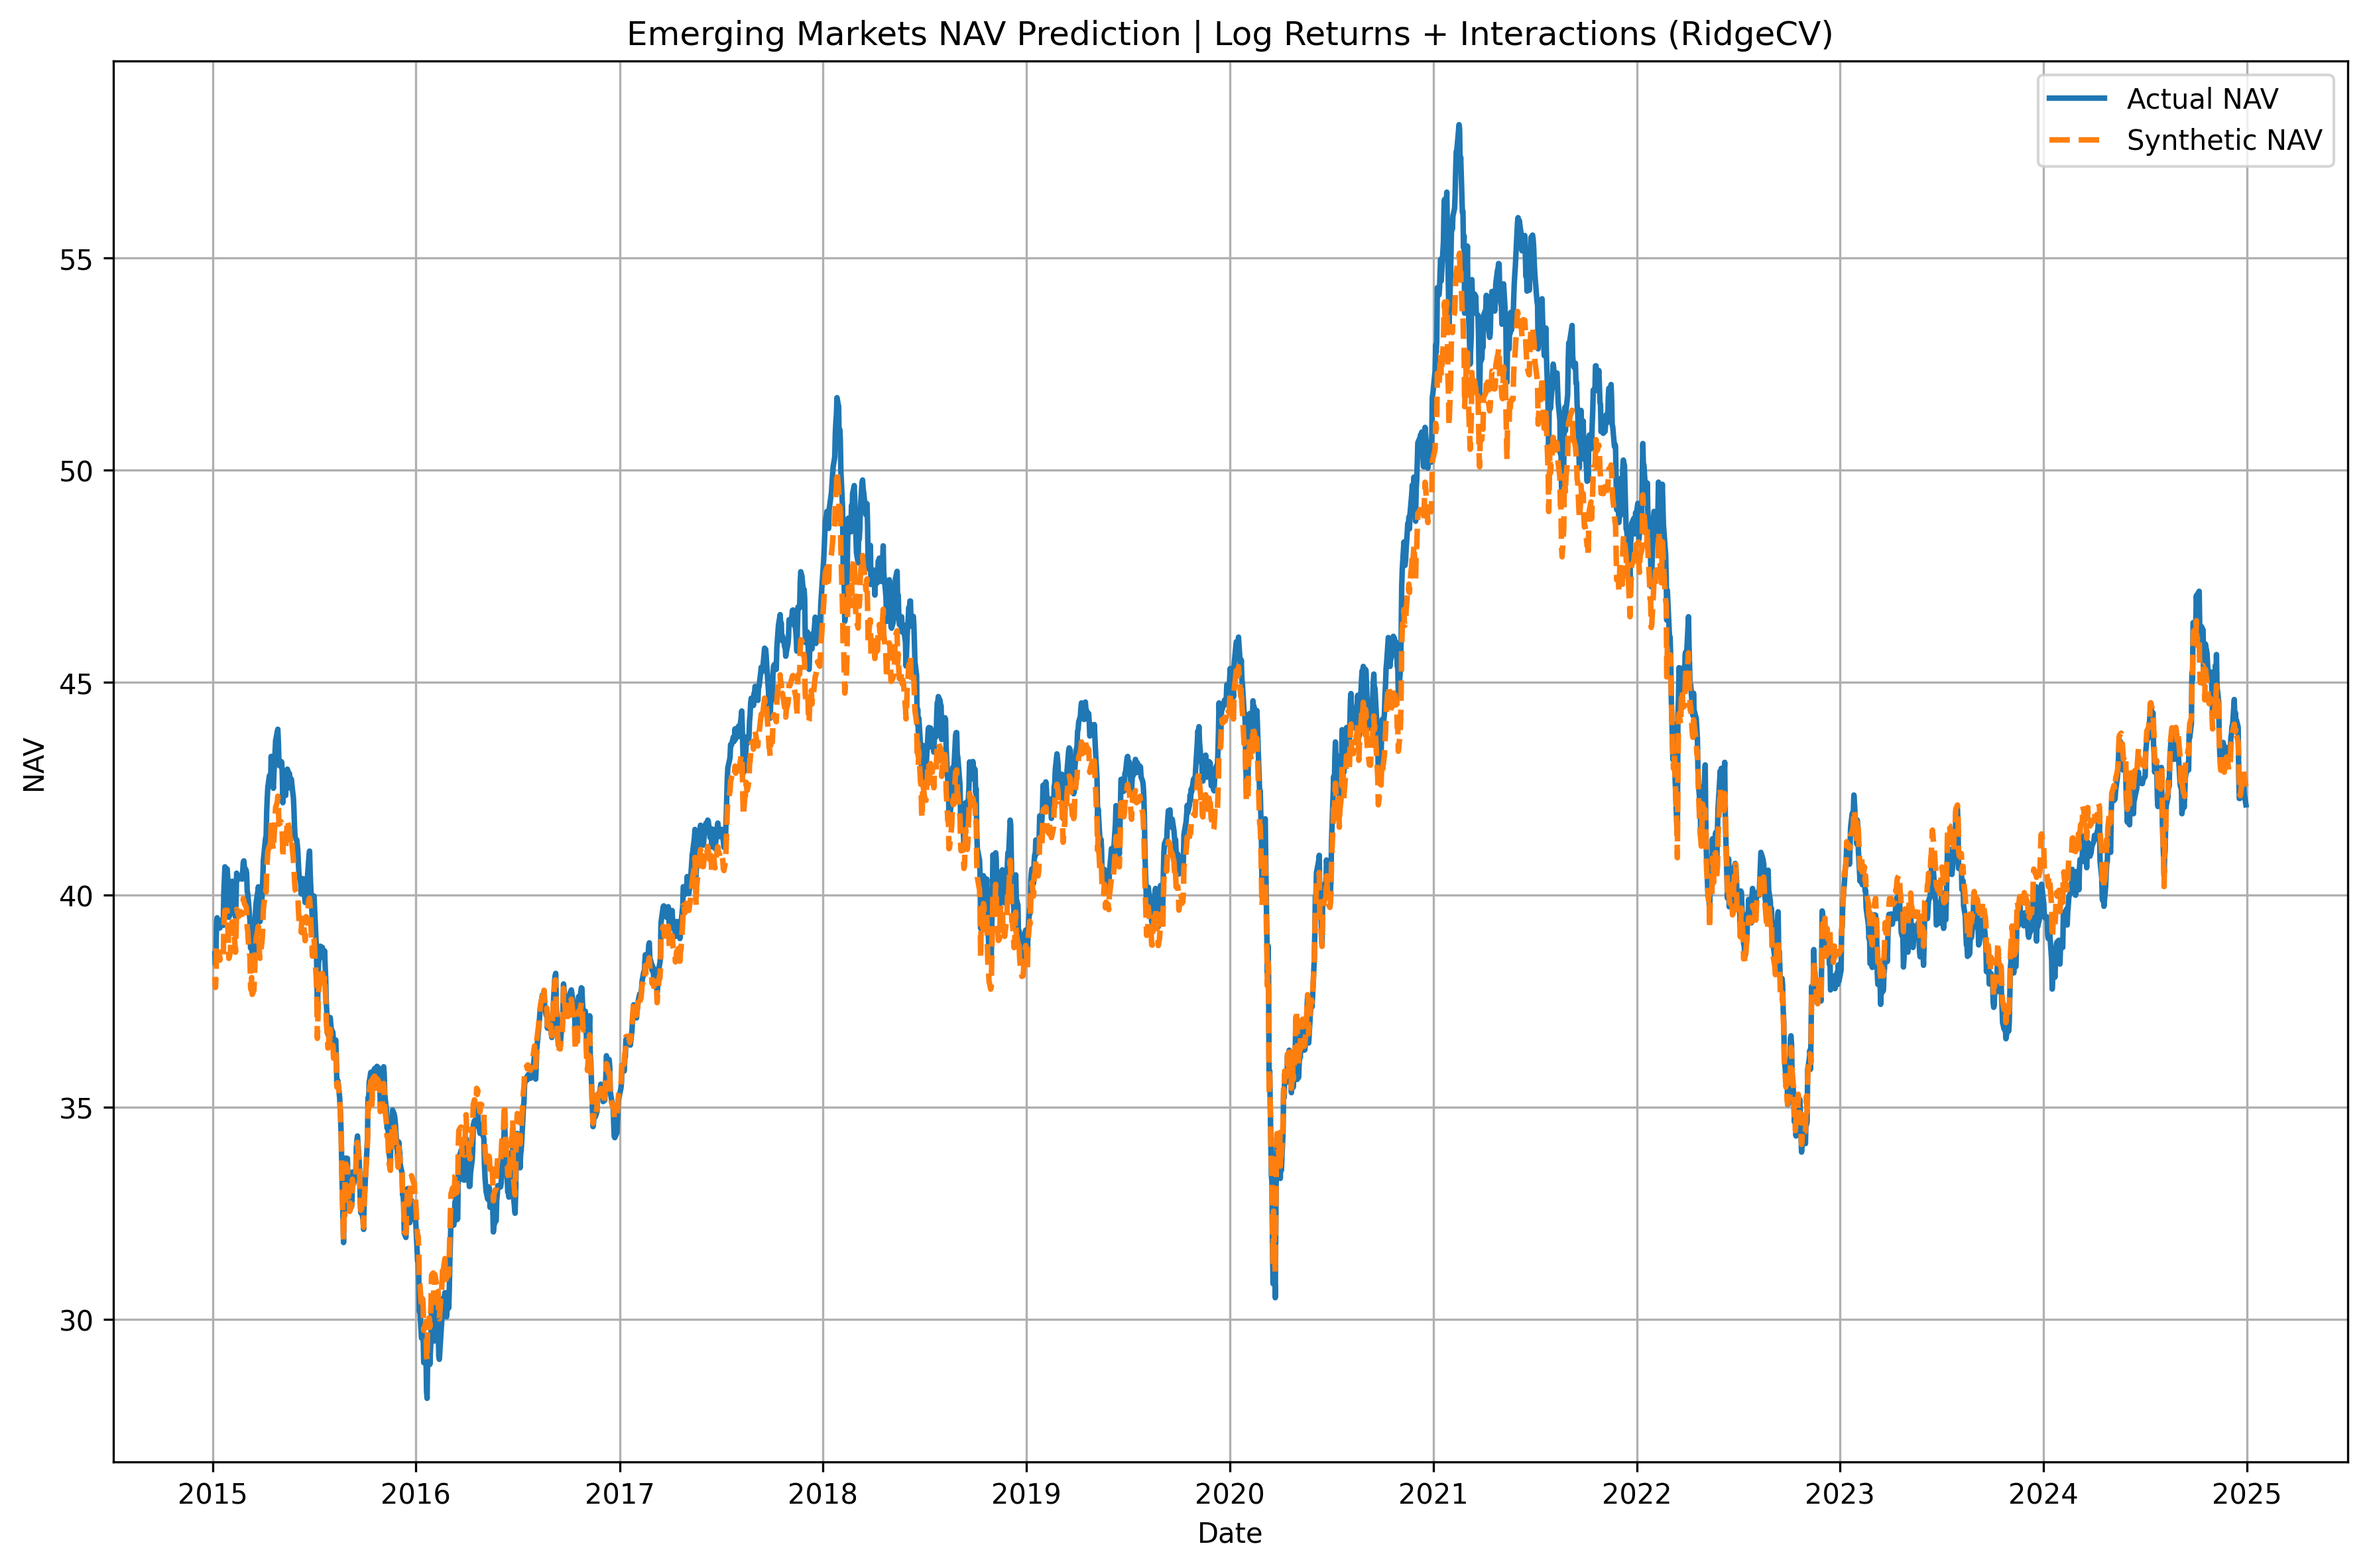 Emerging Markets NAV Prediction | Log Returns + Interactions (RidgeCV)
Actual NAV
Synthetic NAV
NAV
55
50
45
40
35
30
2015 2016 2017 2018 2019 2020 2021 2022 2023 2024 2025
Date